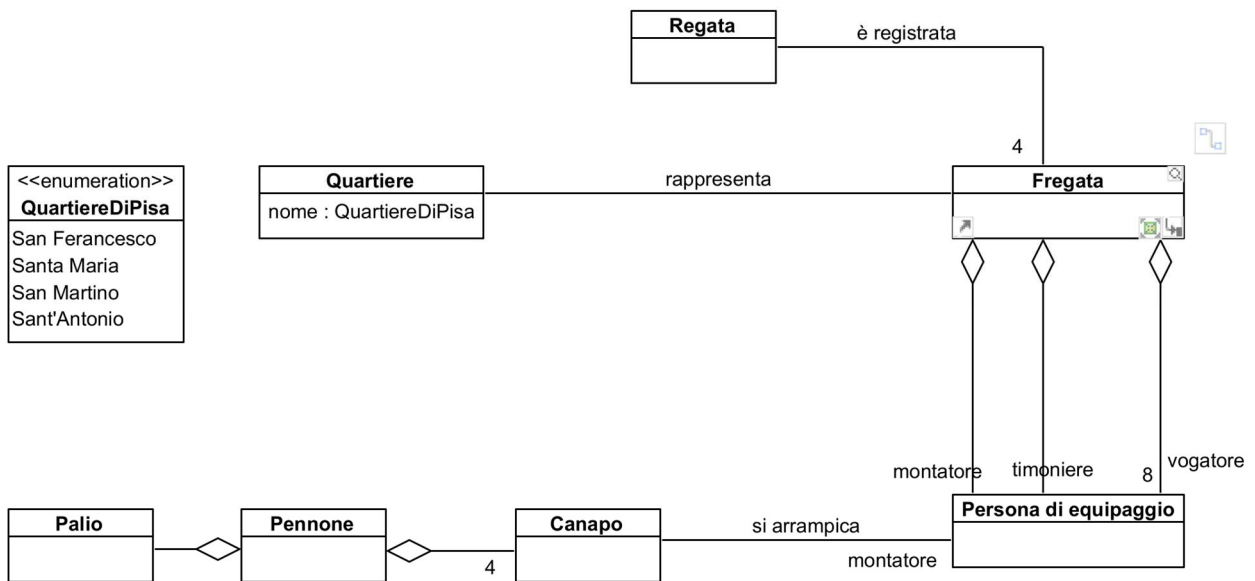 Regata
è registrata
4
<<enumeration>>
QuartiereDiPisa
San Ferancesco
Santa Maria
San Martino
Sant'Antonio
Quartiere
nome : QuartiereDiPisa
rappresenta
Fregata
montatore
timoniere
8
vogatore
Palio
Pennone
4
Canapo
si arrampica
montatore
Persona di equipaggio